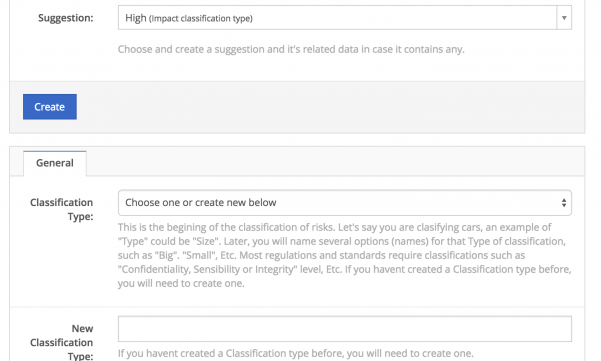 Suggestion: High (Impact classification type)
Choose and create a suggestion and it's related data in case it contains any.
Create
General
Classification Type: Choose one or create new below
This is the begining of the classification of risks. Let's say you are clasifying cars, an example of
"Type" could be "Size". Later, you will name several options (names) for that Type of classification,
such as "Big". "Small", Etc. Most regulations and standards require classifications such as
"Confidentiality, Sensibility or Integrity" level, Etc. If you havent created a Classification type before,
you will need to create one.
New
Classification
Type:
If you havent created a Classification type before, you will need to create one.